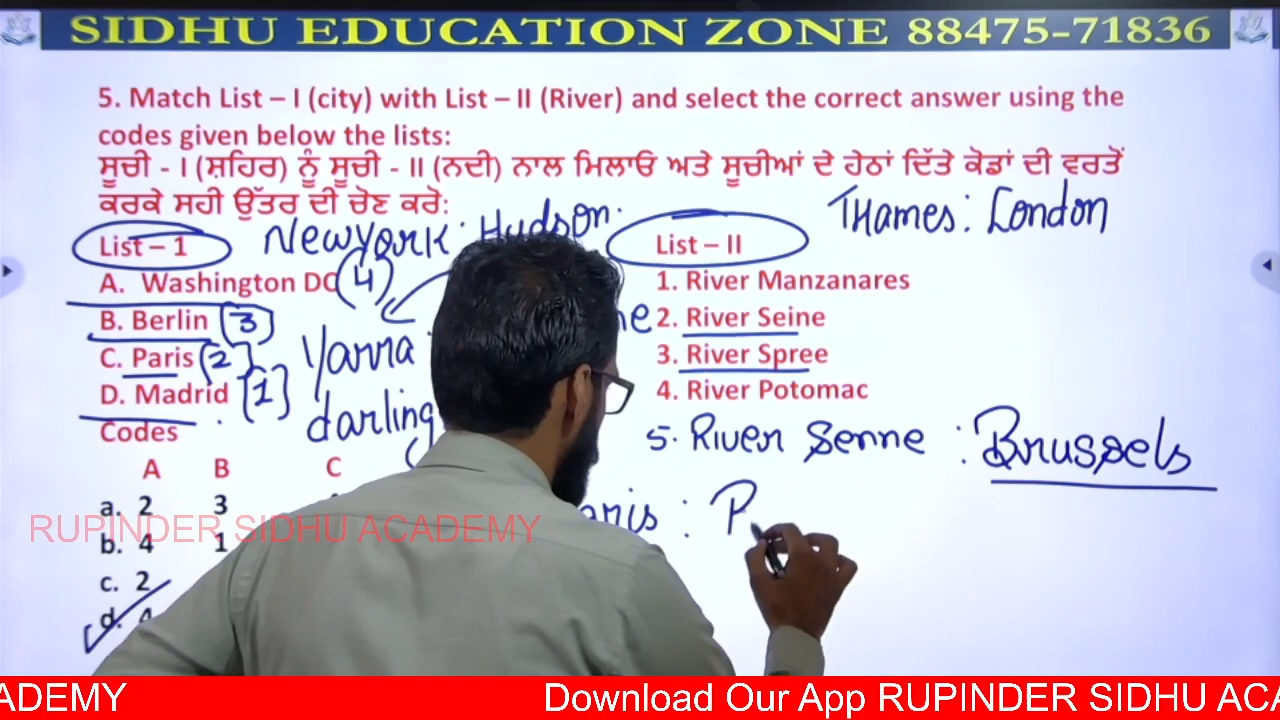 SIDHU EDUCATION ZONE 88475-71836
5. Match List – I (city) with List – II (River) and select the correct answer using the
codes given below the lists:
ਸੂਚੀ - I (ਸ਼ਹਿਰ) ਨੂੰ ਸੂਚੀ - II (ਨਦੀ) ਨਾਲ ਮਿਲਾਓ ਅਤੇ ਸੂਚੀਆਂ ਦੇ ਹੇਠਾਂ ਦਿੱਤੇ ਕੋਡਾਂ ਦੀ ਵਰਤੋਂ
ਕਰਕੇ ਸਹੀ ਉੱਤਰ ਦੀ ਚੋਣ ਕਰੋ:
Thames: London
List – 1 Newyork: Hudson. List – II
A. Washington DC (4) 1. River Manzanares
B. Berlin (3) 2. River Seine
C. Paris (2) Yarra 3. River Spree
D. Madrid [1] 4. River Potomac
darling
Codes 5. River Senne : Brussels
A B C
a. 2 3
: P
RUPINDER SIDHU ACADEMY
b. 4 1
c. 2
d.
ADEMY Download Our App RUPINDER SIDHU ACA